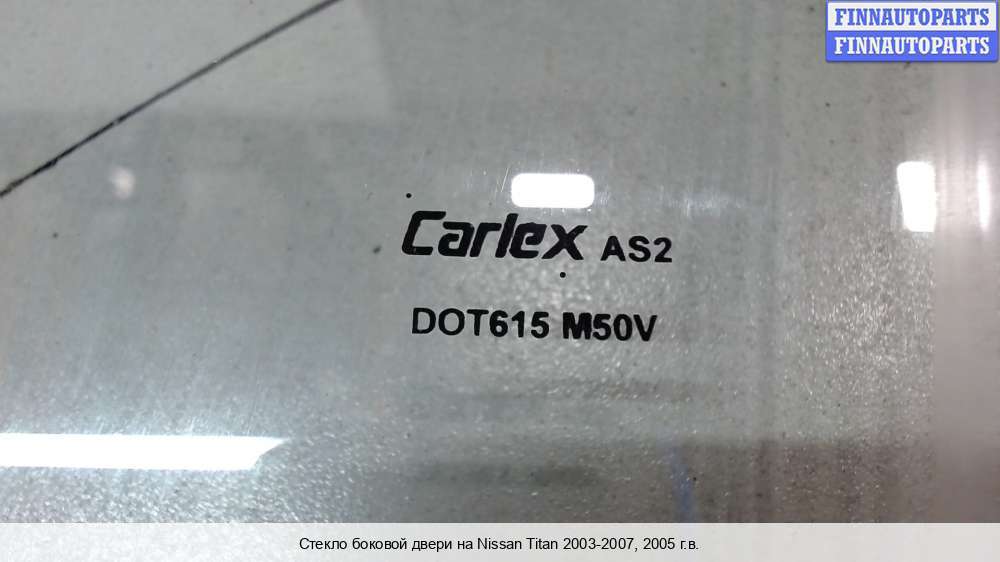 FINNAUTOPARTS
FINNAUTOPARTS
Carlex AS2
DOT615 M50V
Стекло боковой двери на Nissan Titan 2003-2007, 2005 г.в.